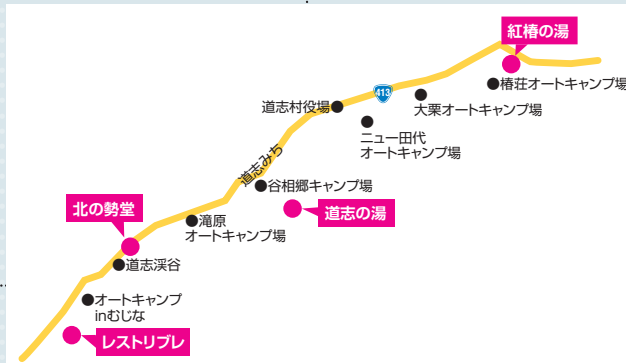 紅椿の湯
椿荘オートキャンプ場
413
大栗オートキャンプ場
道志村役場
ニュー田代
オートキャンプ場
道志みち
谷相郷キャンプ場
道志の湯
北の勢堂
滝原
オートキャンプ場
道志渓谷
オートキャンプ
inむじな
レストリブレ